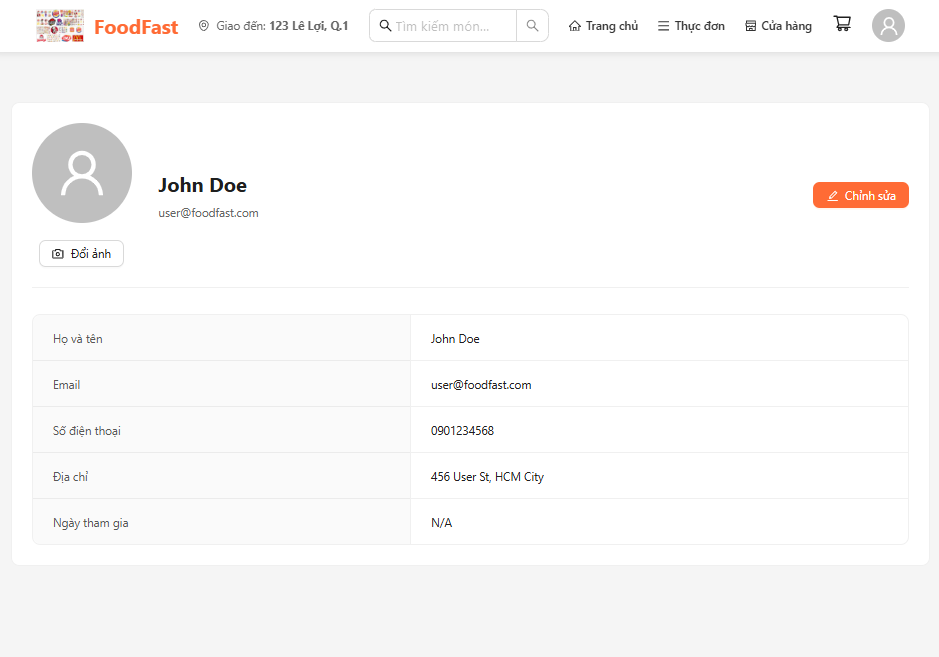 FoodFast
Giao đến: 123 Lê Lợi, Q.1
Tìm kiếm món...
Trang chủ
Thực đơn
Cửa hàng
John Doe
user@foodfast.com
Chỉnh sửa
Đổi ảnh
Họ và tên
John Doe
Email
user@foodfast.com
Số điện thoại
0901234568
Địa chỉ
456 User St, HCM City
Ngày tham gia
N/A